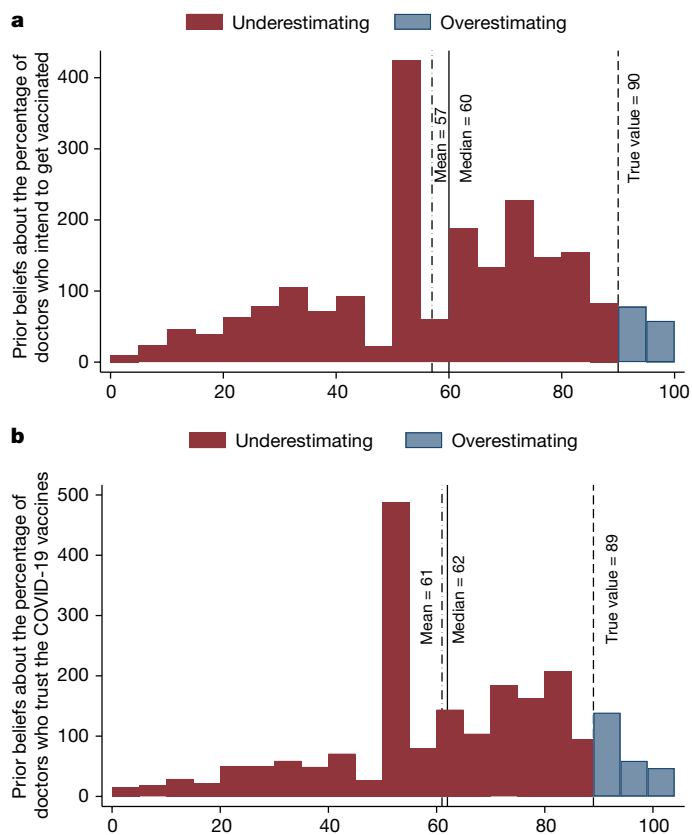 a
Underestimating Overestimating
Prior beliefs about the percentage of
doctors who intend to get vaccinated
400
300
200
100
0
Mean = 57
Median = 60
True value = 90
0 20 40 60 80 100
b
Underestimating Overestimating
Prior beliefs about the percentage of
doctors who trust the COVID-19 vaccines
500
400
300
200
100
0
Mean = 61
Median = 62
True value = 89
0 20 40 60 80 100